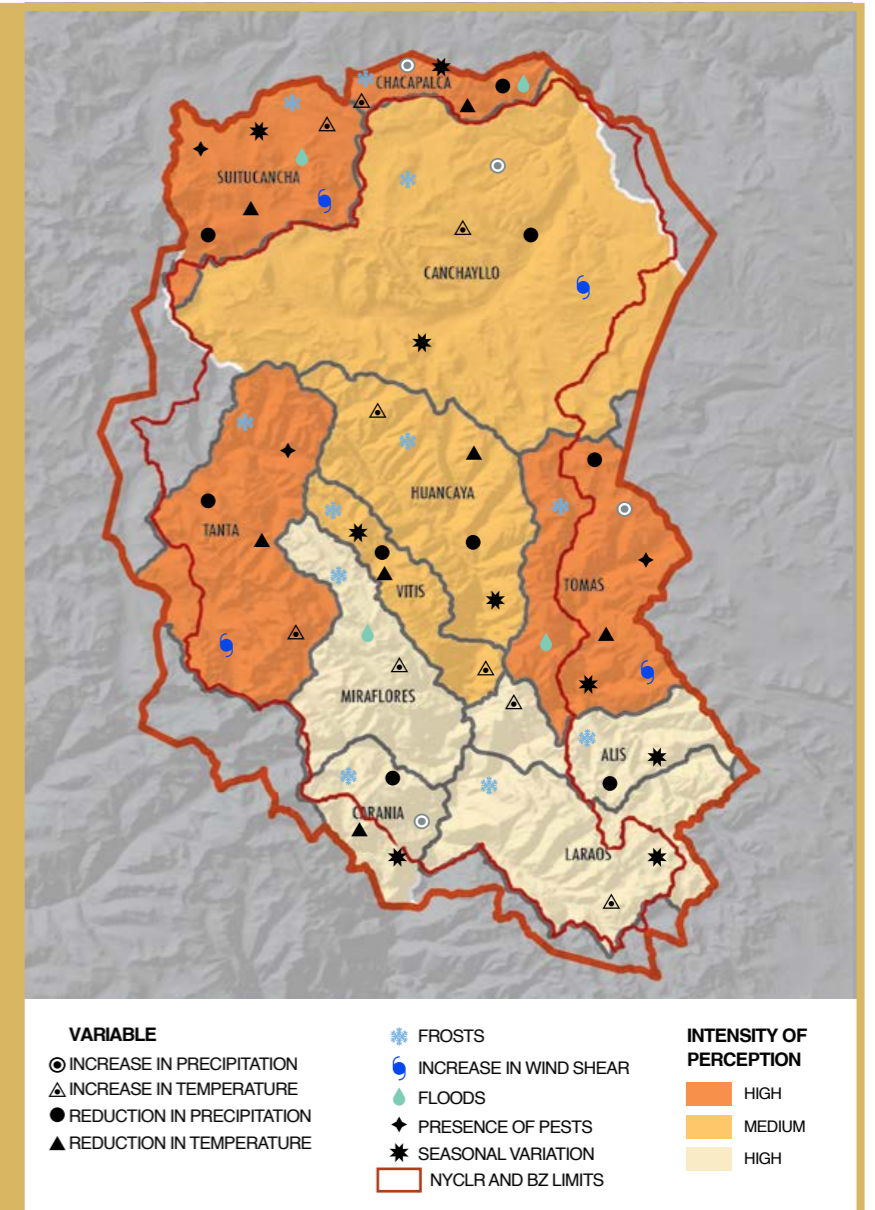 CHACAPALCA
SUITUCANCHA
CANCHAYLLO
HUANCAYA
TANTA
TOMAS
VITIS
MIRAFLORES
ALIS
CARANIA
LARAOS
VARIABLE
INCREASE IN PRECIPITATION
INCREASE IN TEMPERATURE
REDUCTION IN PRECIPITATION
REDUCTION IN TEMPERATURE
FROSTS
INCREASE IN WIND SHEAR
FLOODS
PRESENCE OF PESTS
SEASONAL VARIATION
NYCLR AND BZ LIMITS
INTENSITY OF
PERCEPTION
HIGH
MEDIUM
HIGH